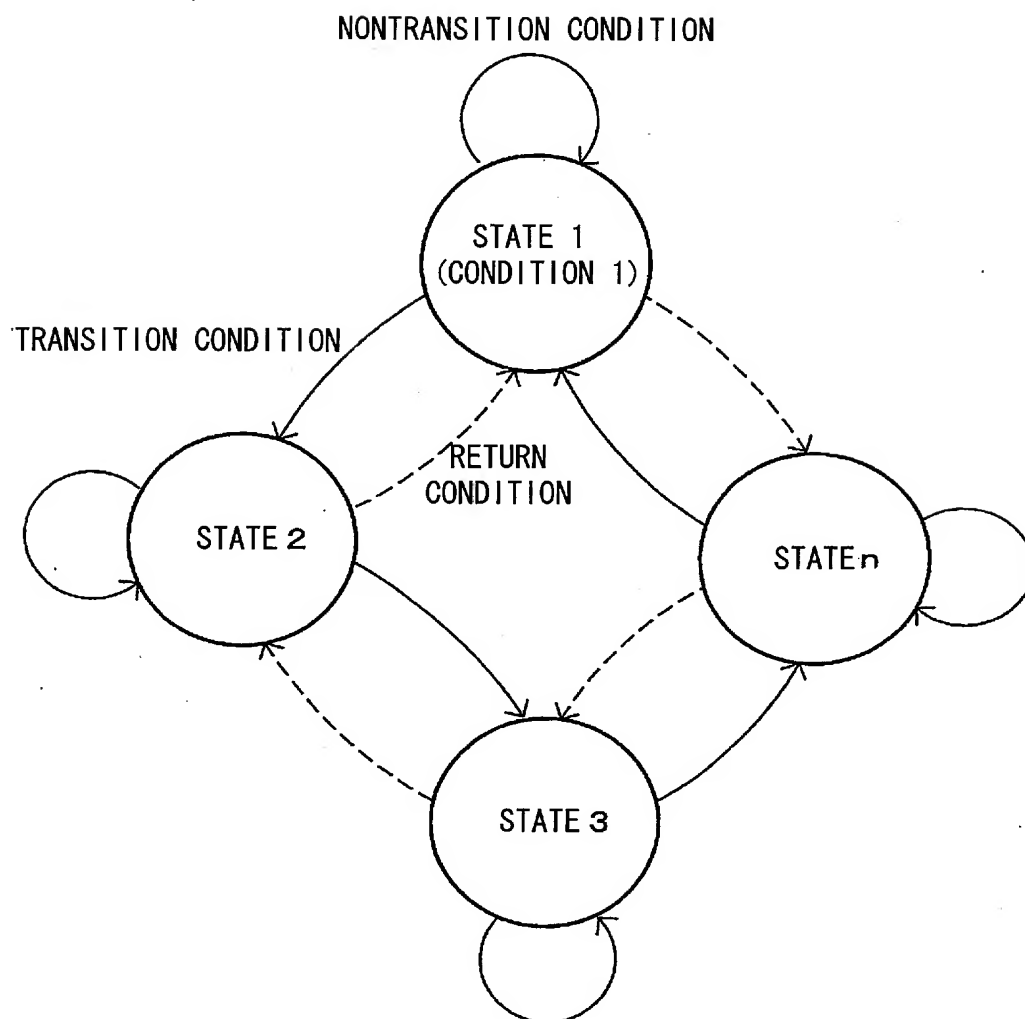 NONTRANSITION CONDITION
STATE 1
(CONDITION 1)
TRANSITION CONDITION
RETURN
CONDITION
STATE 2
STATE n
STATE 3